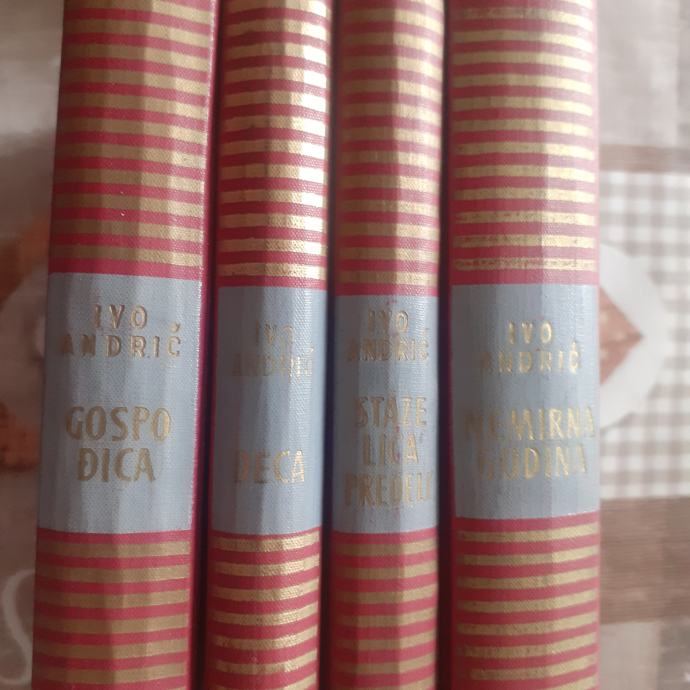 IVO
ANDRIĆ
GOSPO
ĐICA
IVO
ANDRIĆ
DECA
IVO
ANDRIĆ
STAZE
LICA
PREDELI
IVO
ANDRIĆ
NEMIRNA
GODINA